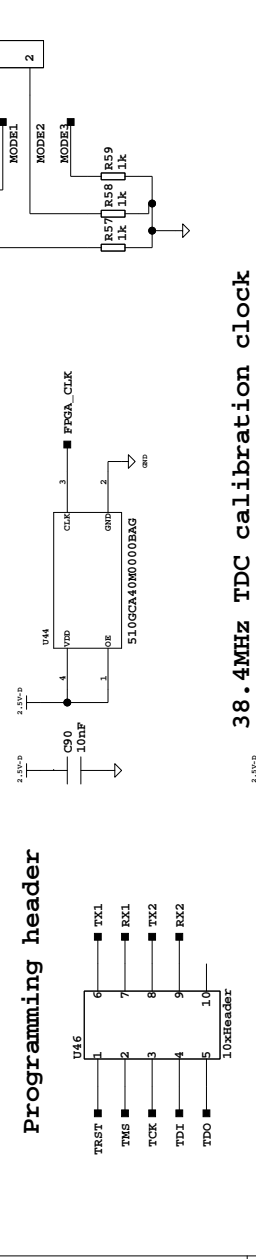 Programming header
U46
TRST
TMS
TCK
TDI
TDO
1
2
3
4
5
6
7
8
9
10
TX1
RX1
TX2
RX2
10xHeader
2.5V-D
C90
10nF
2.5V-D
U44
4
VDD
1
OE
CLK
3
FPGA_CLK
GND
2
GND
510GCA40M0000BAG
2
MODE1
MODE2
MODE3
R59
1k
R58
1k
R57
1k
38.4MHz TDC calibration clock
2.5V-D